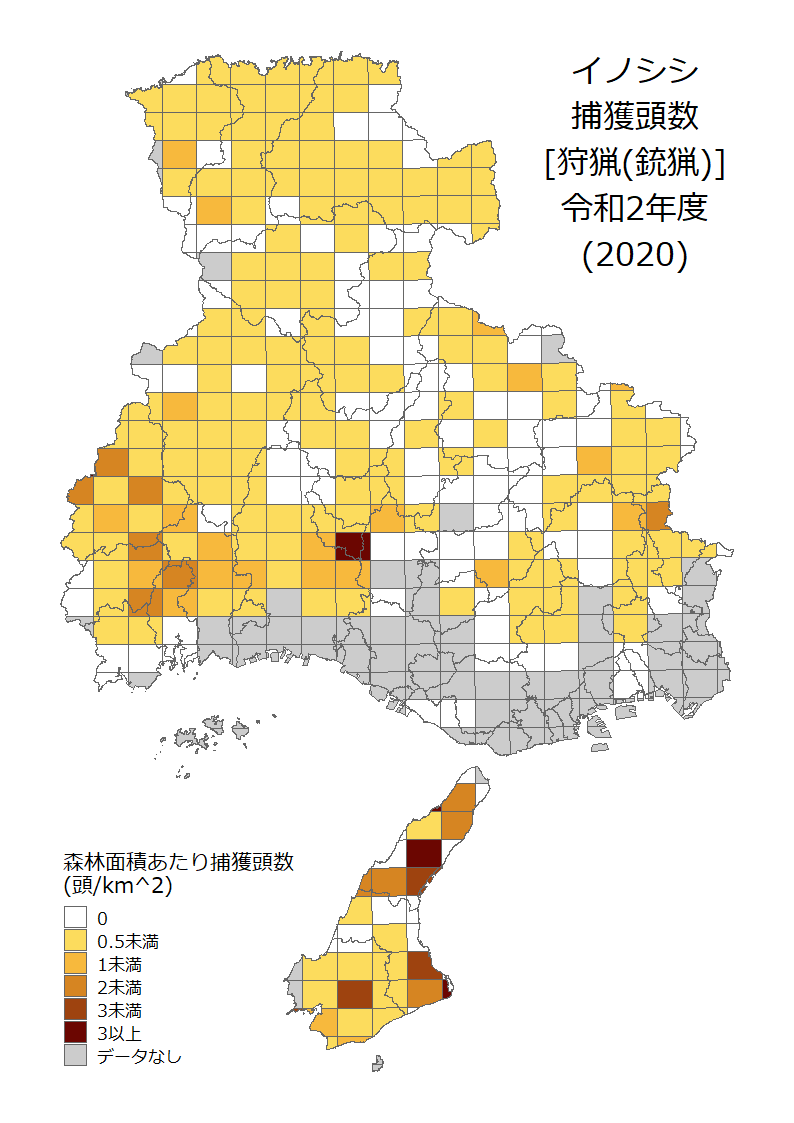 イノシシ
捕獲頭数
[狩猟(銃猟)]
令和2年度
(2020)
森林面積あたり捕獲頭数
(頭/km^2)
0
0.5未満
1未満
2未満
3未満
3以上
データなし